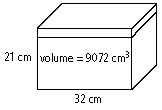 21 cm
volume = 9072 cm³
32 cm